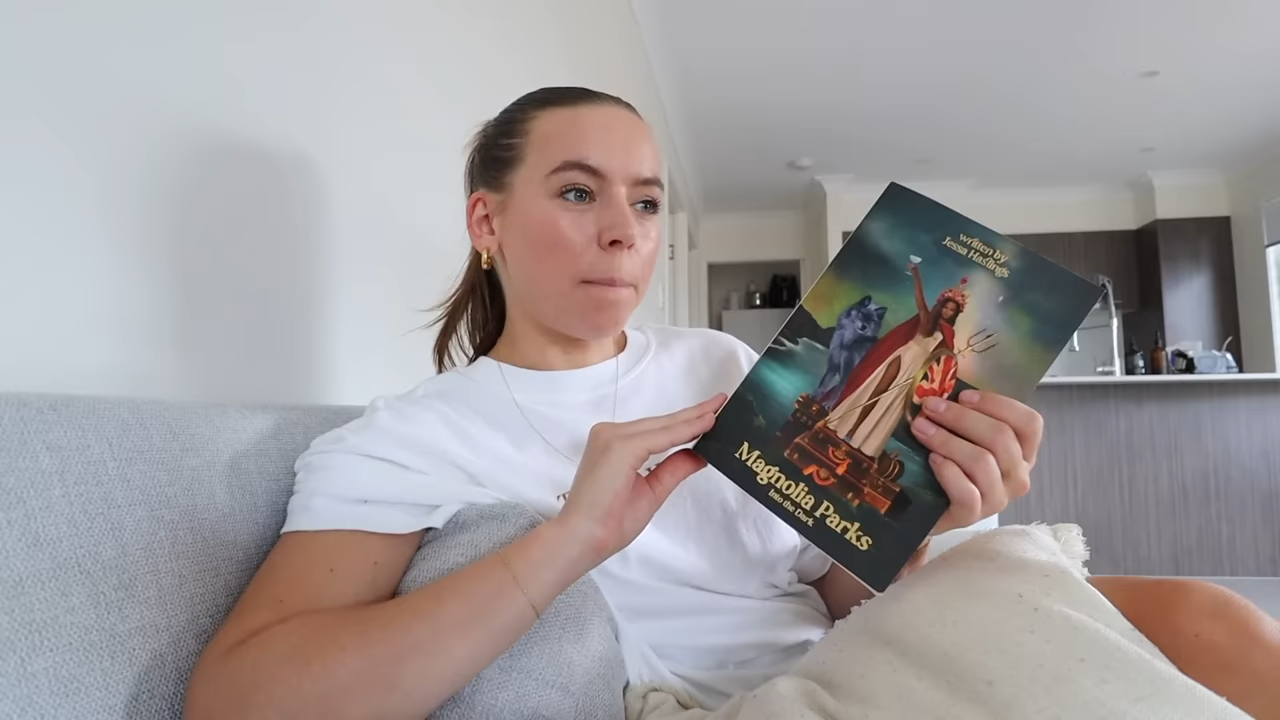 written by
Jessa Hastings
Magnolia Parks
Into the Dark